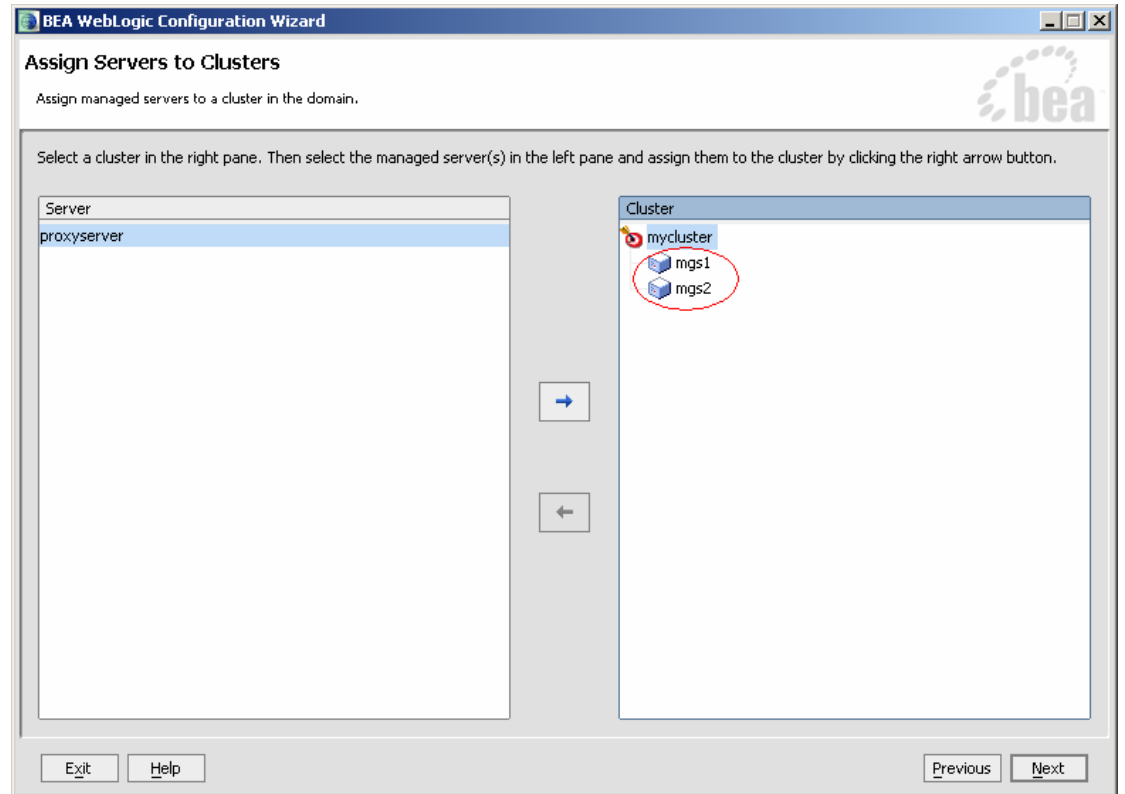 BEA WebLogic Configuration Wizard
Assign Servers to Clusters
Assign managed servers to a cluster in the domain.
bea
Select a cluster in the right pane. Then select the managed server(s) in the left pane and assign them to the cluster by clicking the right arrow button.
Server
proxyserver
Cluster
mycluster
mgs1
mgs2
Exit Help Previous Next